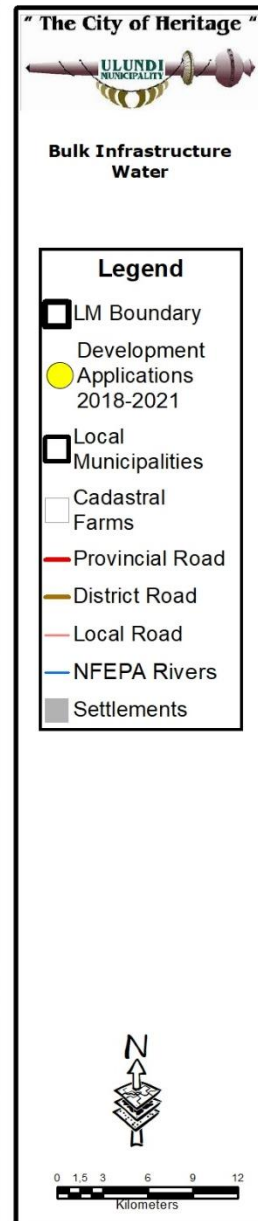 " The City of Heritage "
ULUNDI
MUNICIPALITY
Bulk Infrastructure
Water
Legend
LM Boundary
Development
Applications
2018-2021
Local
Municipalities
Cadastral
Farms
Provincial Road
District Road
Local Road
NFEPA Rivers
Settlements
N
0 1,5 3 6 9 12
Kilometers